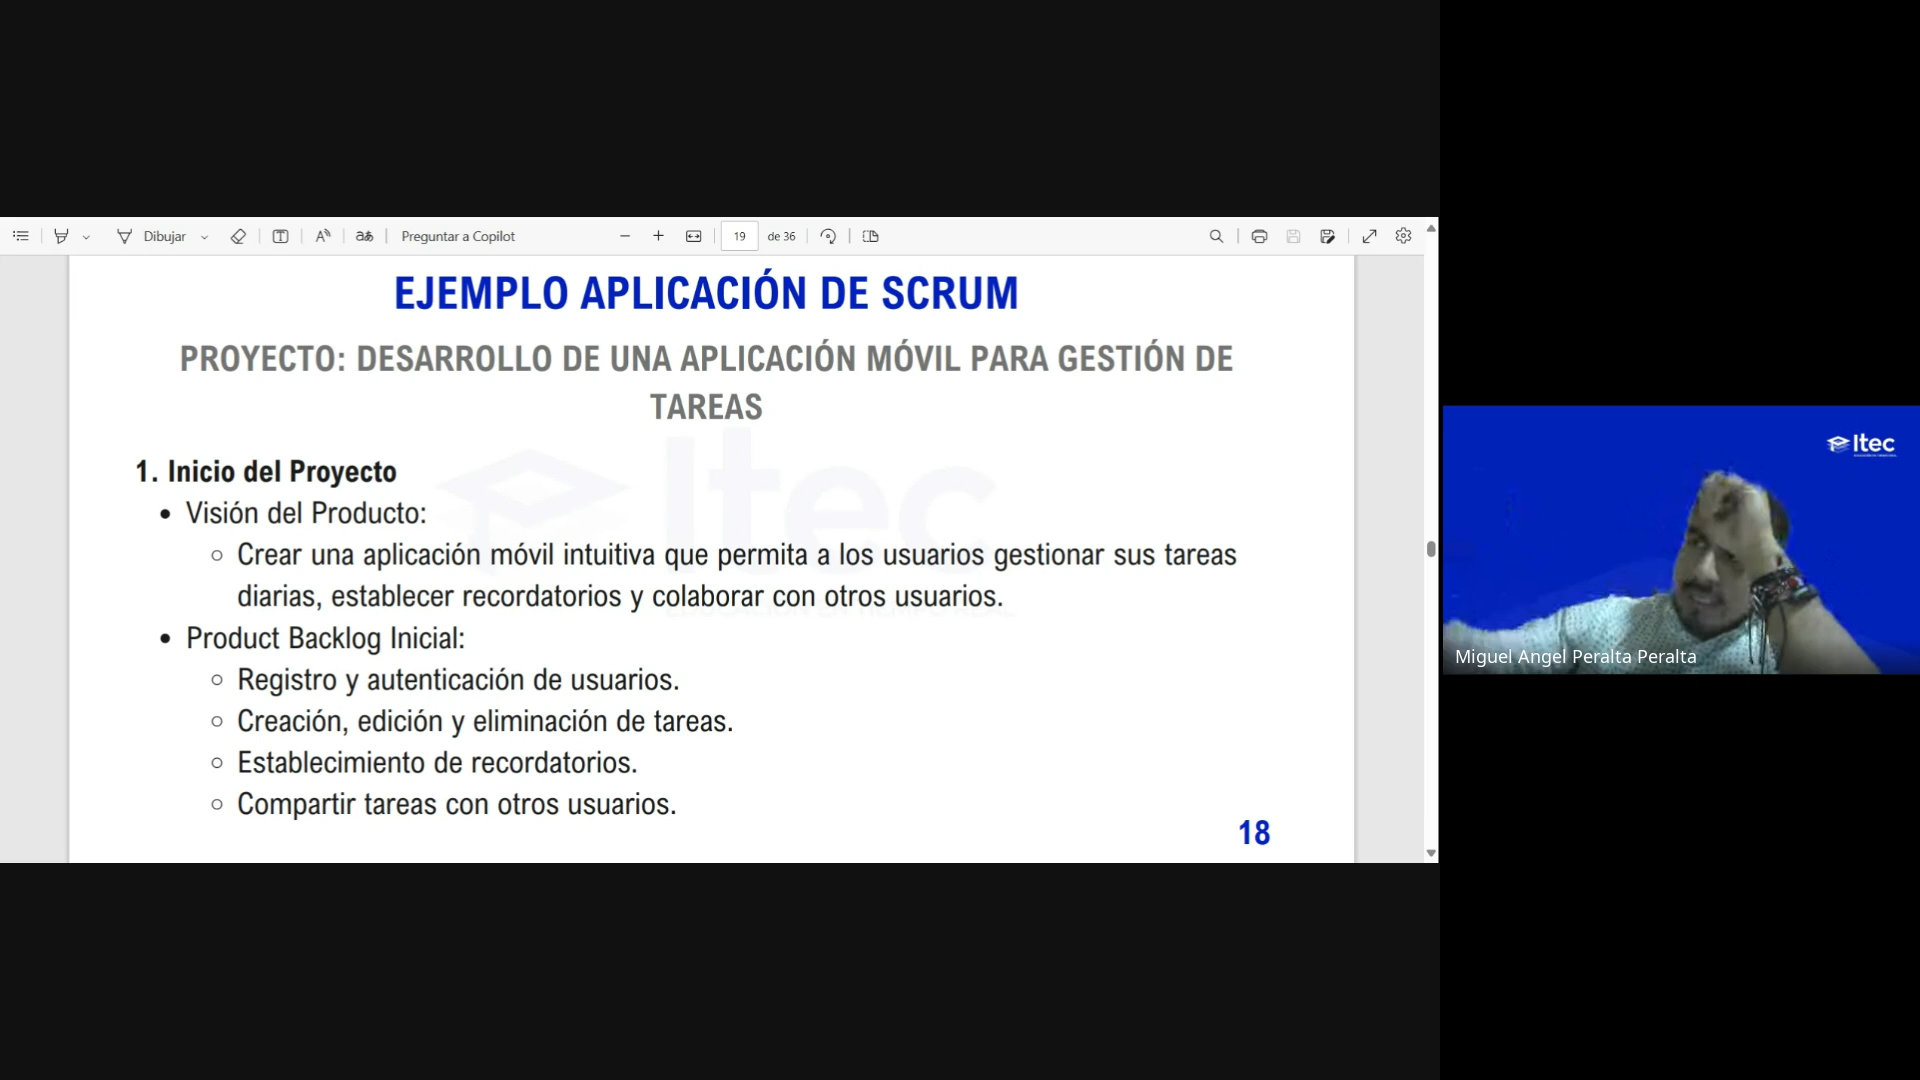 Dibujar
Preguntar a Copilot
19
de 36
EJEMPLO APLICACIÓN DE SCRUM
PROYECTO: DESARROLLO DE UNA APLICACIÓN MÓVIL PARA GESTIÓN DE
TAREAS
1. Inicio del Proyecto
• Visión del Producto:
○ Crear una aplicación móvil intuitiva que permita a los usuarios gestionar sus tareas
diarias, establecer recordatorios y colaborar con otros usuarios.
• Product Backlog Inicial:
○ Registro y autenticación de usuarios.
○ Creación, edición y eliminación de tareas.
○ Establecimiento de recordatorios.
○ Compartir tareas con otros usuarios.
18
Itec
Itec
Miguel Angel Peralta Peralta